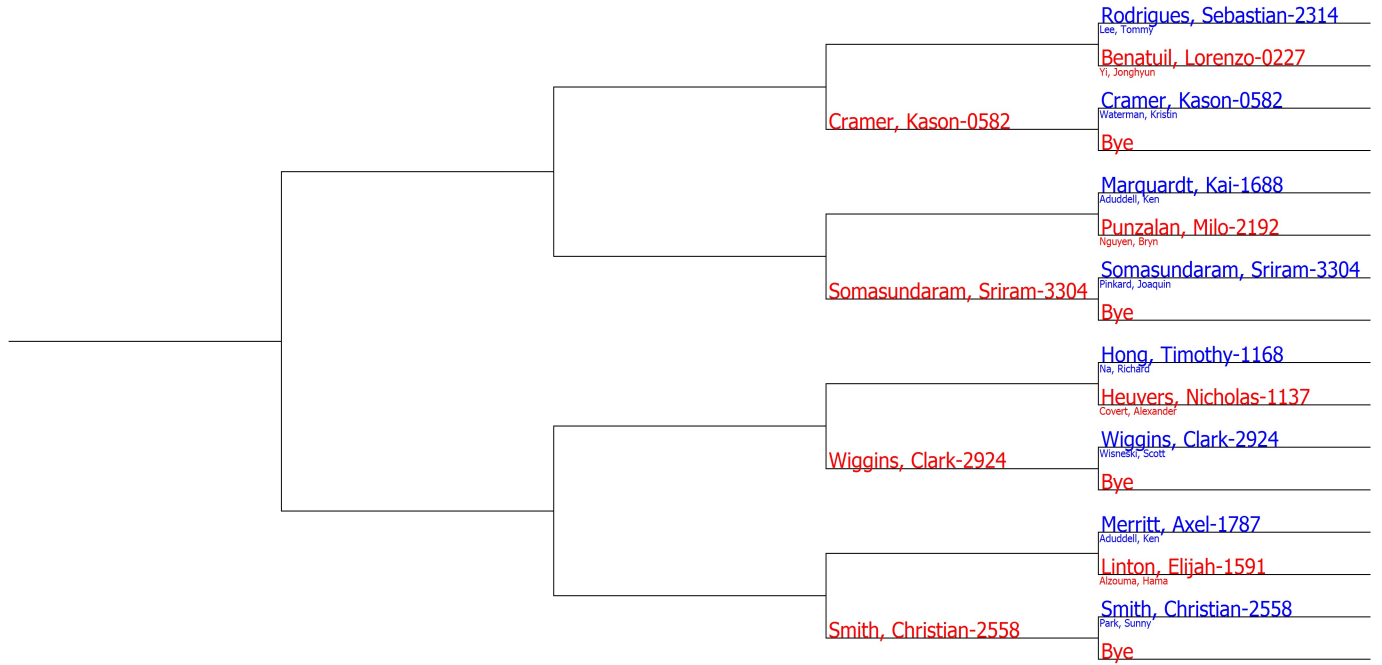 Rodrigues, Sebastian-2314
Lee, Tommy
Benatuil, Lorenzo-0227
Yi, Jonghyun
Cramer, Kason-0582
Waterman, Kristin
Cramer, Kason-0582
Bye
Marquardt, Kai-1688
Aduddell, Ken
Punzalan, Milo-2192
Nguyen, Bryn
Somasundaram, Sriram-3304
Pinkard, Joaquin
Somasundaram, Sriram-3304
Bye
Hong, Timothy-1168
Na, Richard
Heuvers, Nicholas-1137
Covert, Alexander
Wiggins, Clark-2924
Wisneski, Scott
Wiggins, Clark-2924
Bye
Merritt, Axel-1787
Aduddell, Ken
Linton, Elijah-1591
Alzouma, Hama
Smith, Christian-2558
Park, Sunny
Smith, Christian-2558
Bye